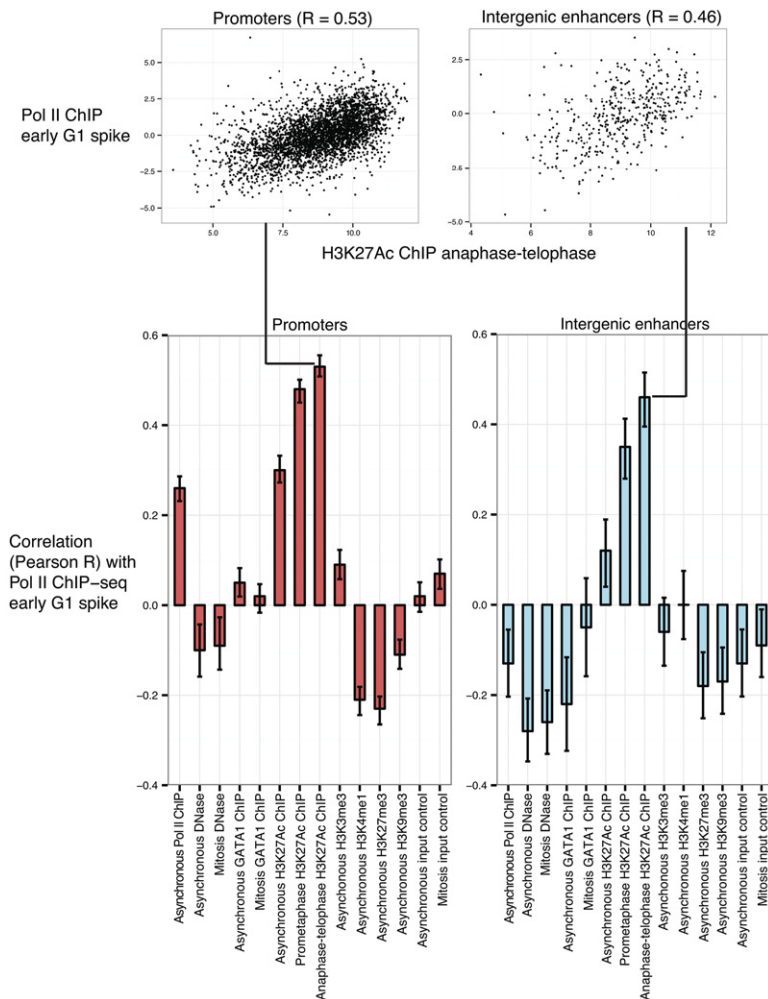 Promoters (R = 0.53)
Intergenic enhancers (R = 0.46)
Pol II ChIP
early G1 spike
5.0
2.5
0.0
−2.5
−5.0
5.0
7.5
10.0
2.5
0.0
2.5
−5.0
4
6
8
10
12
H3K27Ac ChIP anaphase-telophase
Promoters
Intergenic enhancers
Correlation
(Pearson R) with
Pol II ChIP−seq
early G1 spike
0.6
0.4
0.2
0.0
−0.2
−0.4
0.6
0.4
0.2
0.0
−0.2
−0.4
Asynchronous Pol II ChIP
Asynchronous DNase
Mitosis DNase
Asynchronous GATA1 ChIP
Mitosis GATA1 ChIP
Asynchronous H3K27Ac ChIP
Prometaphase H3K27Ac ChIP
Anaphase-telophase H3K27Ac ChIP
Asynchonous H3K3me3
Asynchronous H3K4me1
Asynchronous H3K27me3
Asynchronous H3K9me3
Asynchronous input control
Mitosis input control
Asynchronous Pol II ChIP
Asynchronous DNase
Mitosis DNase
Asynchronous GATA1 ChIP
Mitosis GATA1 ChIP
Asynchronous H3K27Ac ChIP
Prometaphase H3K27Ac ChIP
Anaphase-telophase H3K27Ac ChIP
Asynchronous H3K3me3
Asynchronous H3K4me1
Asynchronous H3K27me3
Asynchronous H3K9me3
Asynchronous input control
Mitosis input control